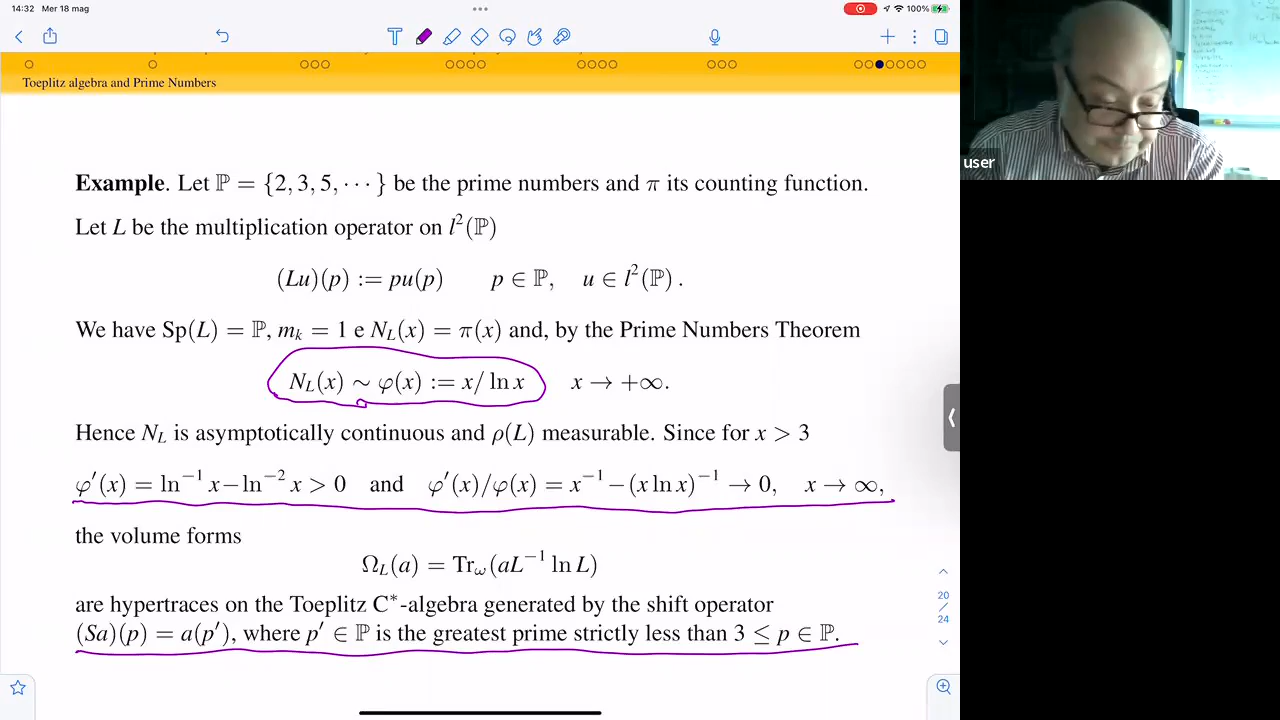 14:32 Mer 18 mag
100%
Toeplitz algebra and Prime Numbers
Example. Let ℙ = {2, 3, 5, ⋯ } be the prime numbers and π its counting function.
Let L be the multiplication operator on l²(ℙ)
(Lu)(p) := pu(p) p ∈ ℙ, u ∈ l²(ℙ) .
We have Sp(L) = ℙ, mₖ = 1 e N_L(x) = π(x) and, by the Prime Numbers Theorem
N_L(x) ∼ φ(x) := x/ ln x x → +∞.
Hence N_L is asymptotically continuous and ρ(L) measurable. Since for x > 3
φ′(x) = ln⁻¹ x − ln⁻² x > 0 and φ′(x)/φ(x) = x⁻¹ − (x ln x)⁻¹ → 0, x → ∞,
the volume forms
Ω_L(a) = Tr_ω(aL⁻¹ ln L)
are hypertraces on the Toeplitz C*-algebra generated by the shift operator
(Sa)(p) = a(p′), where p′ ∈ ℙ is the greatest prime strictly less than 3 ≤ p ∈ ℙ.
20
/
24
user